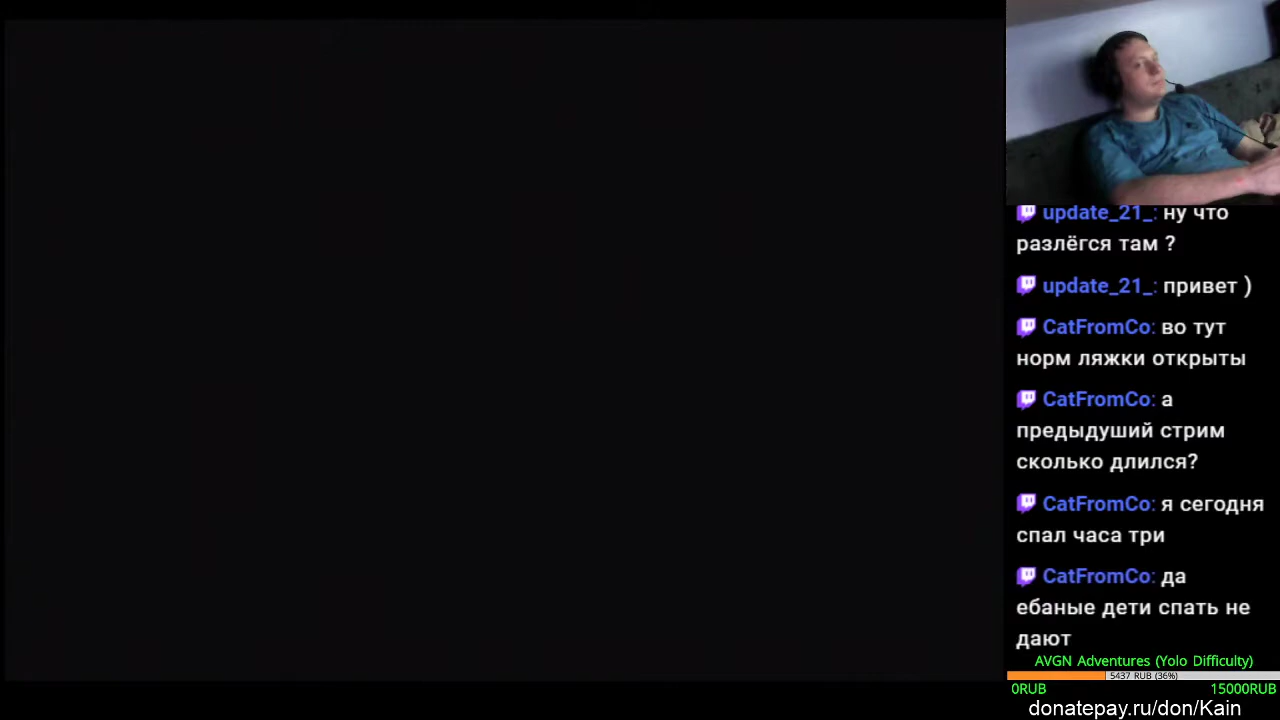 update_21_: ну что
разлёгся там ?
update_21_: привет )
CatFromCo: во тут
норм ляжки открыты
CatFromCo: а
предыдуший стрим
сколько длился?
CatFromCo: я сегодня
спал часа три
CatFromCo: да
ебаные дети спать не
дают
AVGN Adventures (Yolo Difficulty)
5437 RUB (36%)
0RUB 15000RUB
donatepay.ru/don/Kain